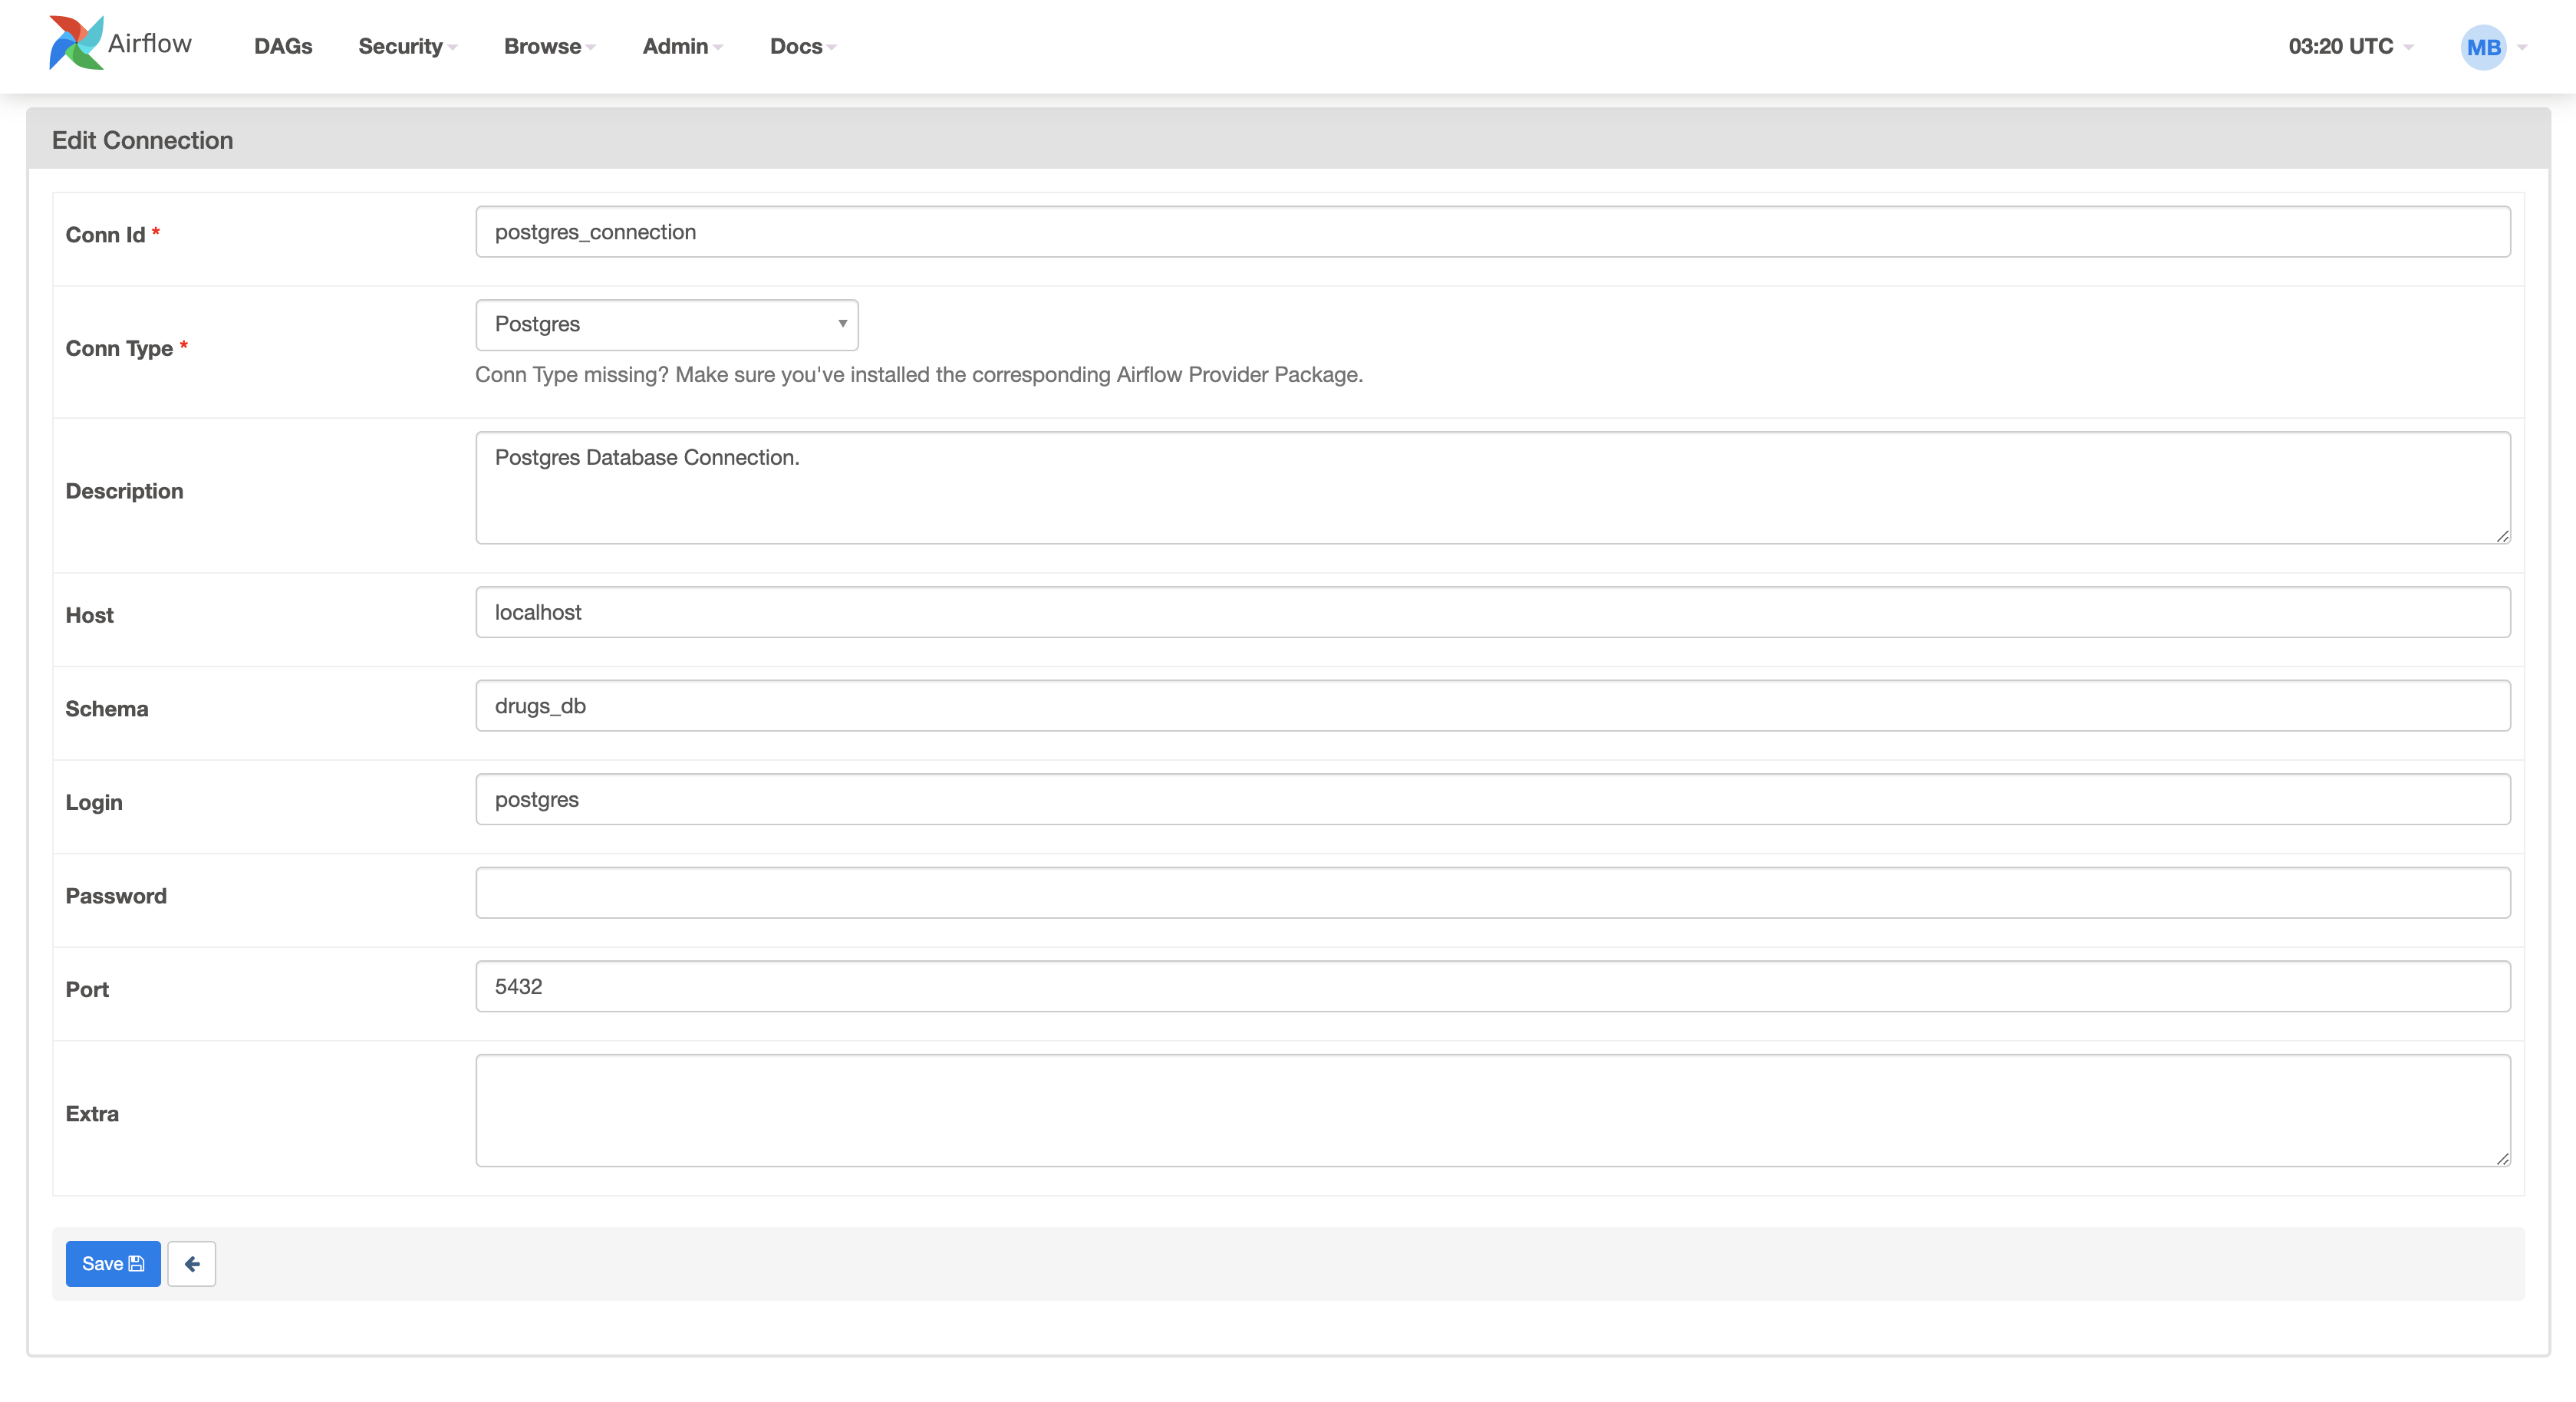 Airflow DAGs Security Browse Admin Docs 03:20 UTC MB
Edit Connection
Conn Id * postgres_connection
Conn Type * Postgres
Conn Type missing? Make sure you've installed the corresponding Airflow Provider Package.
Description Postgres Database Connection.
Host localhost
Schema drugs_db
Login postgres
Password
Port 5432
Extra
Save